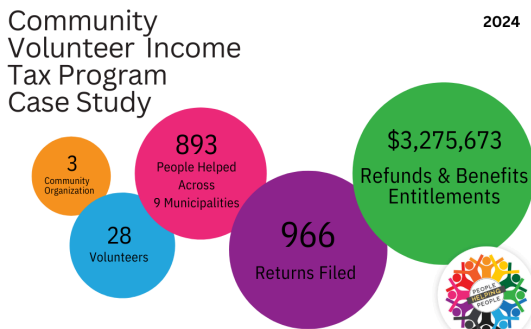 Community
Volunteer Income
Tax Program
Case Study
2024
3
Community
Organization
28
Volunteers
893
People Helped
Across
9 Municipalities
966
Returns Filed
$3,275,673
Refunds & Benefits
Entitlements
PEOPLE
HELPING
PEOPLE